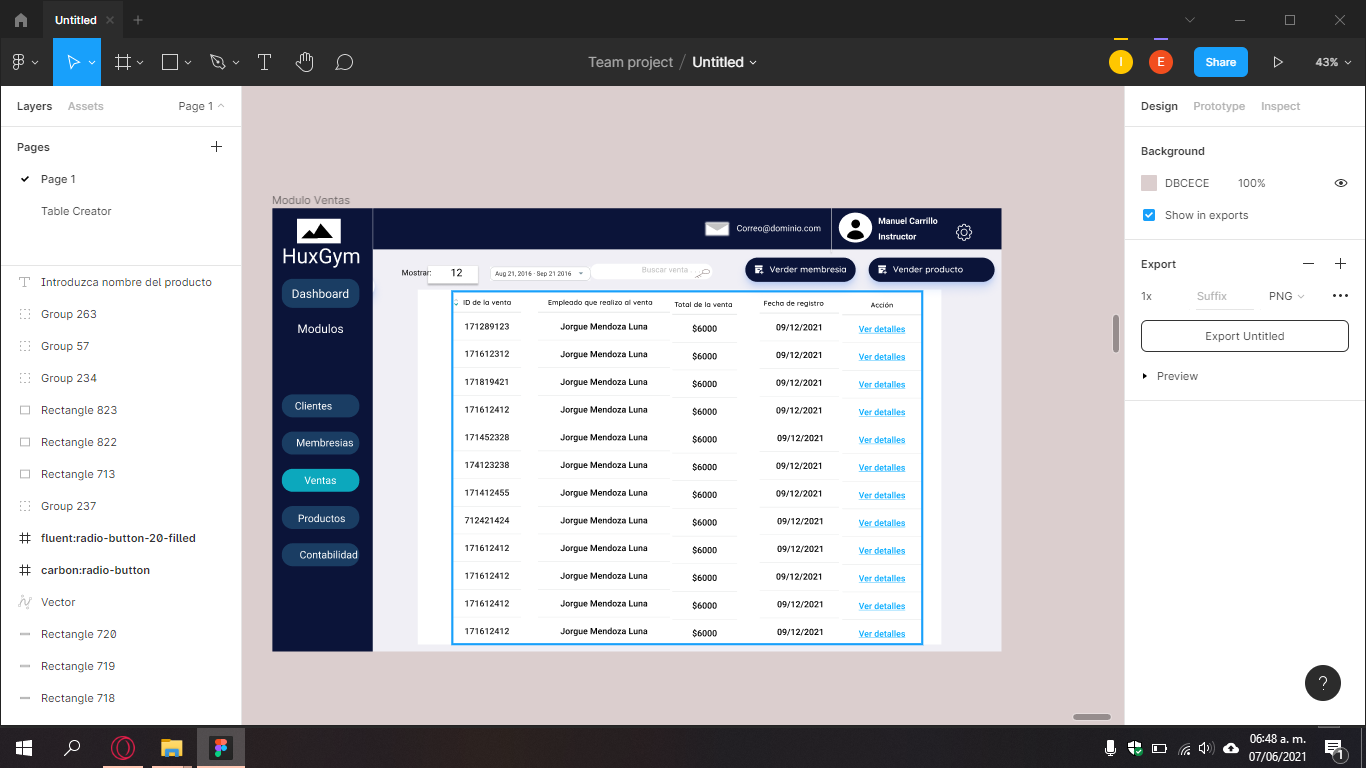 Untitled
Team project / Untitled
I
E
Share
43%
Layers
Assets
Page 1
Pages
Page 1
Table Creator
Introduzca nombre del producto
Group 263
Group 57
Group 234
Rectangle 823
Rectangle 822
Rectangle 713
Group 237
fluent:radio-button-20-filled
carbon:radio-button
Vector
Rectangle 720
Rectangle 719
Rectangle 718
Modulo Ventas
HuxGym
Dashboard
Modulos
Clientes
Membresias
Ventas
Productos
Contabilidad
Correo@dominio.com
Manuel Carrillo
Instructor
Mostrar: 12
Aug 21, 2016 - Sep 21 2016
Buscar venta . .
Verder membresia
Vender producto
ID de la venta Empleado que realizo al venta Total de la venta Fecha de registro Acción
171289123 Jorgue Mendoza Luna $6000 09/12/2021 Ver detalles
171612312 Jorgue Mendoza Luna $6000 09/12/2021 Ver detalles
171819421 Jorgue Mendoza Luna $6000 09/12/2021 Ver detalles
171612412 Jorgue Mendoza Luna $6000 09/12/2021 Ver detalles
171452328 Jorgue Mendoza Luna $6000 09/12/2021 Ver detalles
174123238 Jorgue Mendoza Luna $6000 09/12/2021 Ver detalles
171412455 Jorgue Mendoza Luna $6000 09/12/2021 Ver detalles
712421424 Jorgue Mendoza Luna $6000 09/12/2021 Ver detalles
171612412 Jorgue Mendoza Luna $6000 09/12/2021 Ver detalles
171612412 Jorgue Mendoza Luna $6000 09/12/2021 Ver detalles
171612412 Jorgue Mendoza Luna $6000 09/12/2021 Ver detalles
171612412 Jorgue Mendoza Luna $6000 09/12/2021 Ver detalles
Design
Prototype
Inspect
Background
DBCECE 100%
Show in exports
Export
1x
Suffix
PNG
Export Untitled
Preview
?
06:48 a. m.
07/06/2021
1